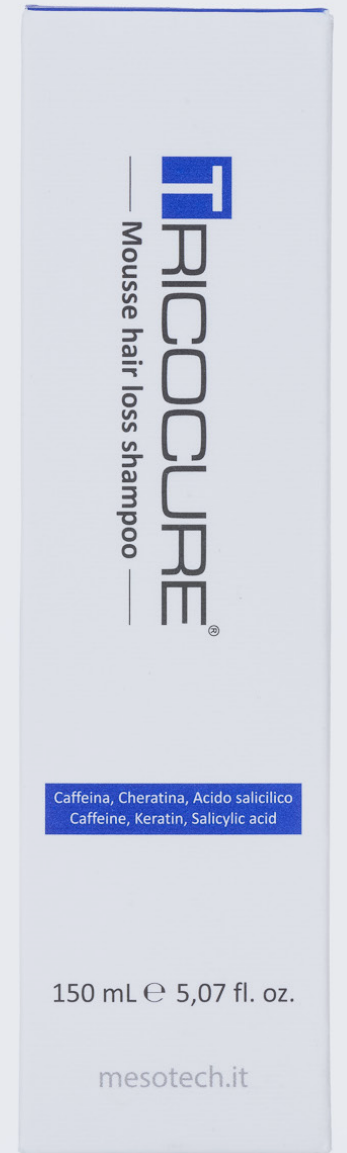 TRICOCURE®
Mousse hair loss shampoo
Caffeina, Cheratina, Acido salicilico
Caffeine, Keratin, Salicylic acid
150 mL ℮ 5,07 fl. oz.
mesotech.it